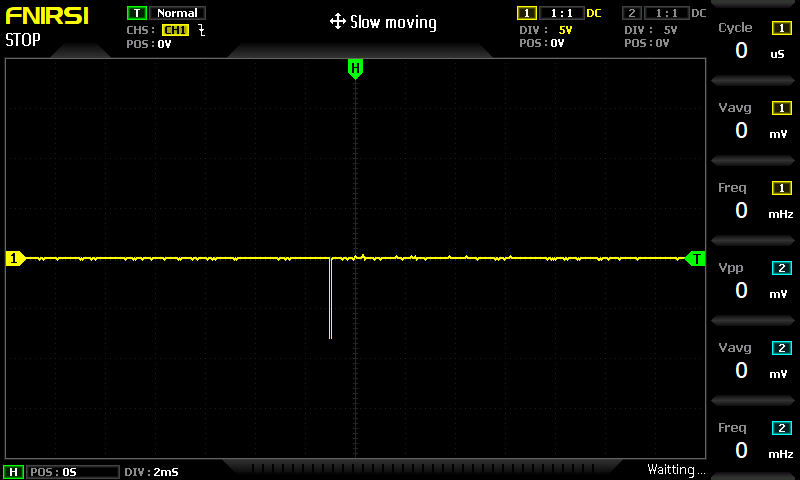 FNIRSI
STOP
T Normal
CHS: CH1
POS: 0V
Slow moving
1 1:1 DC
DIV: 5V
POS: 0V
2 1:1 DC
DIV: 5V
POS: 0V
H
1
T
Cycle 1
0 uS
Vavg 1
0 mV
Freq 1
0 mHz
Vpp 2
0 mV
Vavg 2
0 mV
Freq 2
0 mHz
H POS: 0S DIV: 2mS
Waitting...